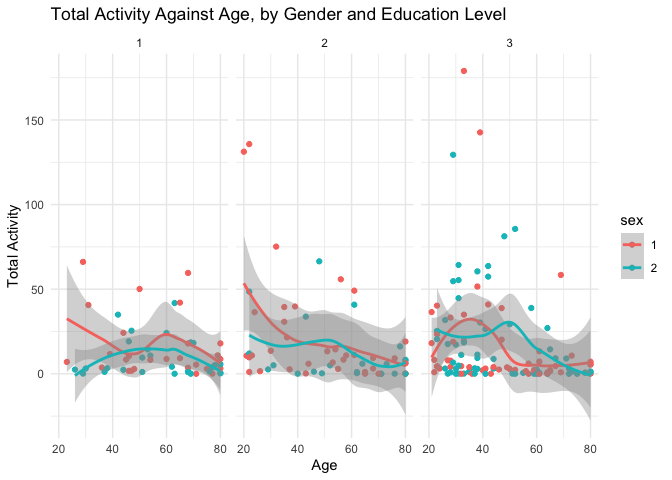 Total Activity Against Age, by Gender and Education Level
1 2 3
150
100
50
0
Total Activity
20 40 60 80 20 40 60 80 20 40 60 80
Age
sex
1
2